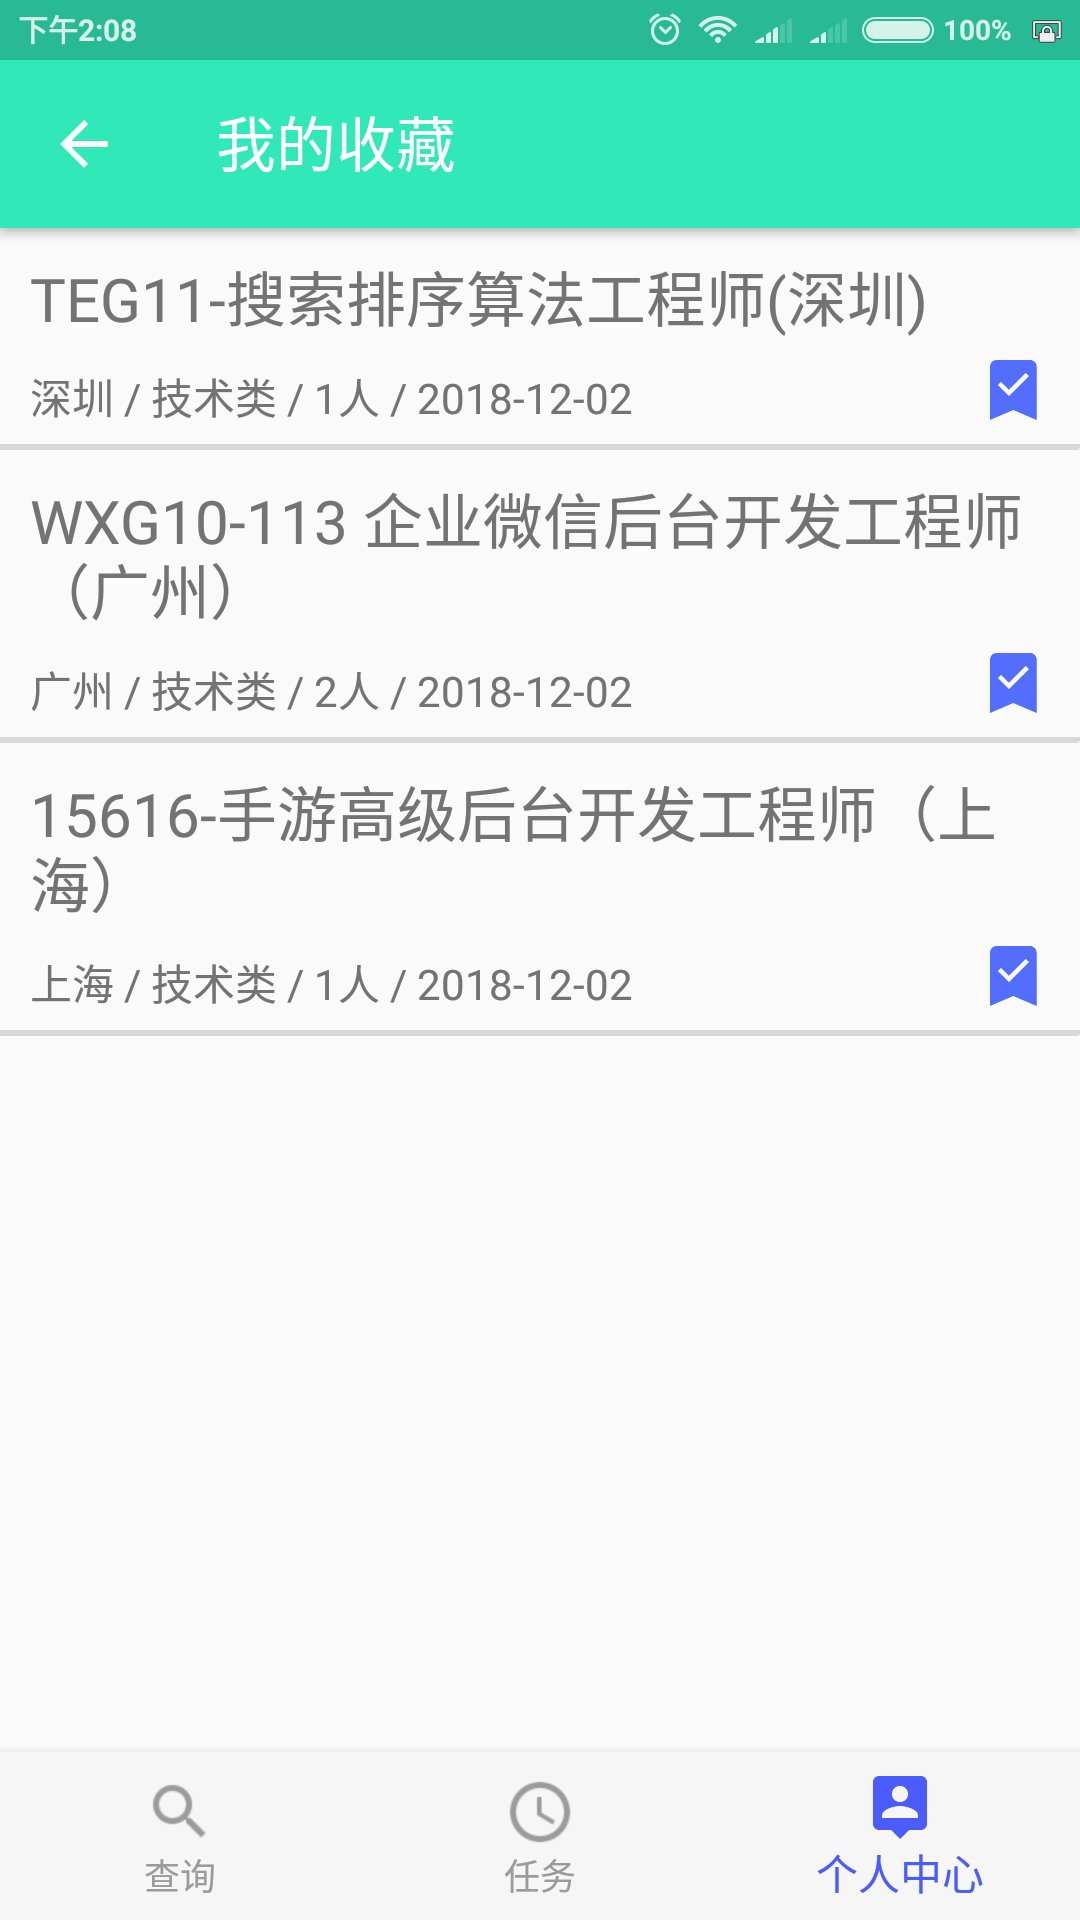 下午2:08
100%
我的收藏
TEG11-搜索排序算法工程师(深圳)
深圳 / 技术类 / 1人 / 2018-12-02
WXG10-113 企业微信后台开发工程师
（广州）
广州 / 技术类 / 2人 / 2018-12-02
15616-手游高级后台开发工程师（上
海）
上海 / 技术类 / 1人 / 2018-12-02
查询
任务
个人中心